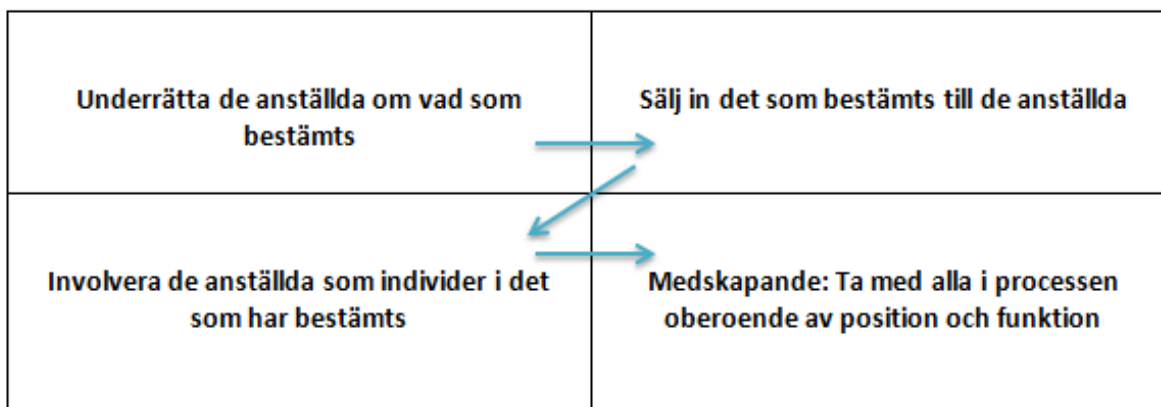 Underrätta de anställda om vad som
bestämts
Sälj in det som bestämts till de anställda
Involvera de anställda som individer i det
som har bestämts
Medskapande: Ta med alla i processen
oberoende av position och funktion